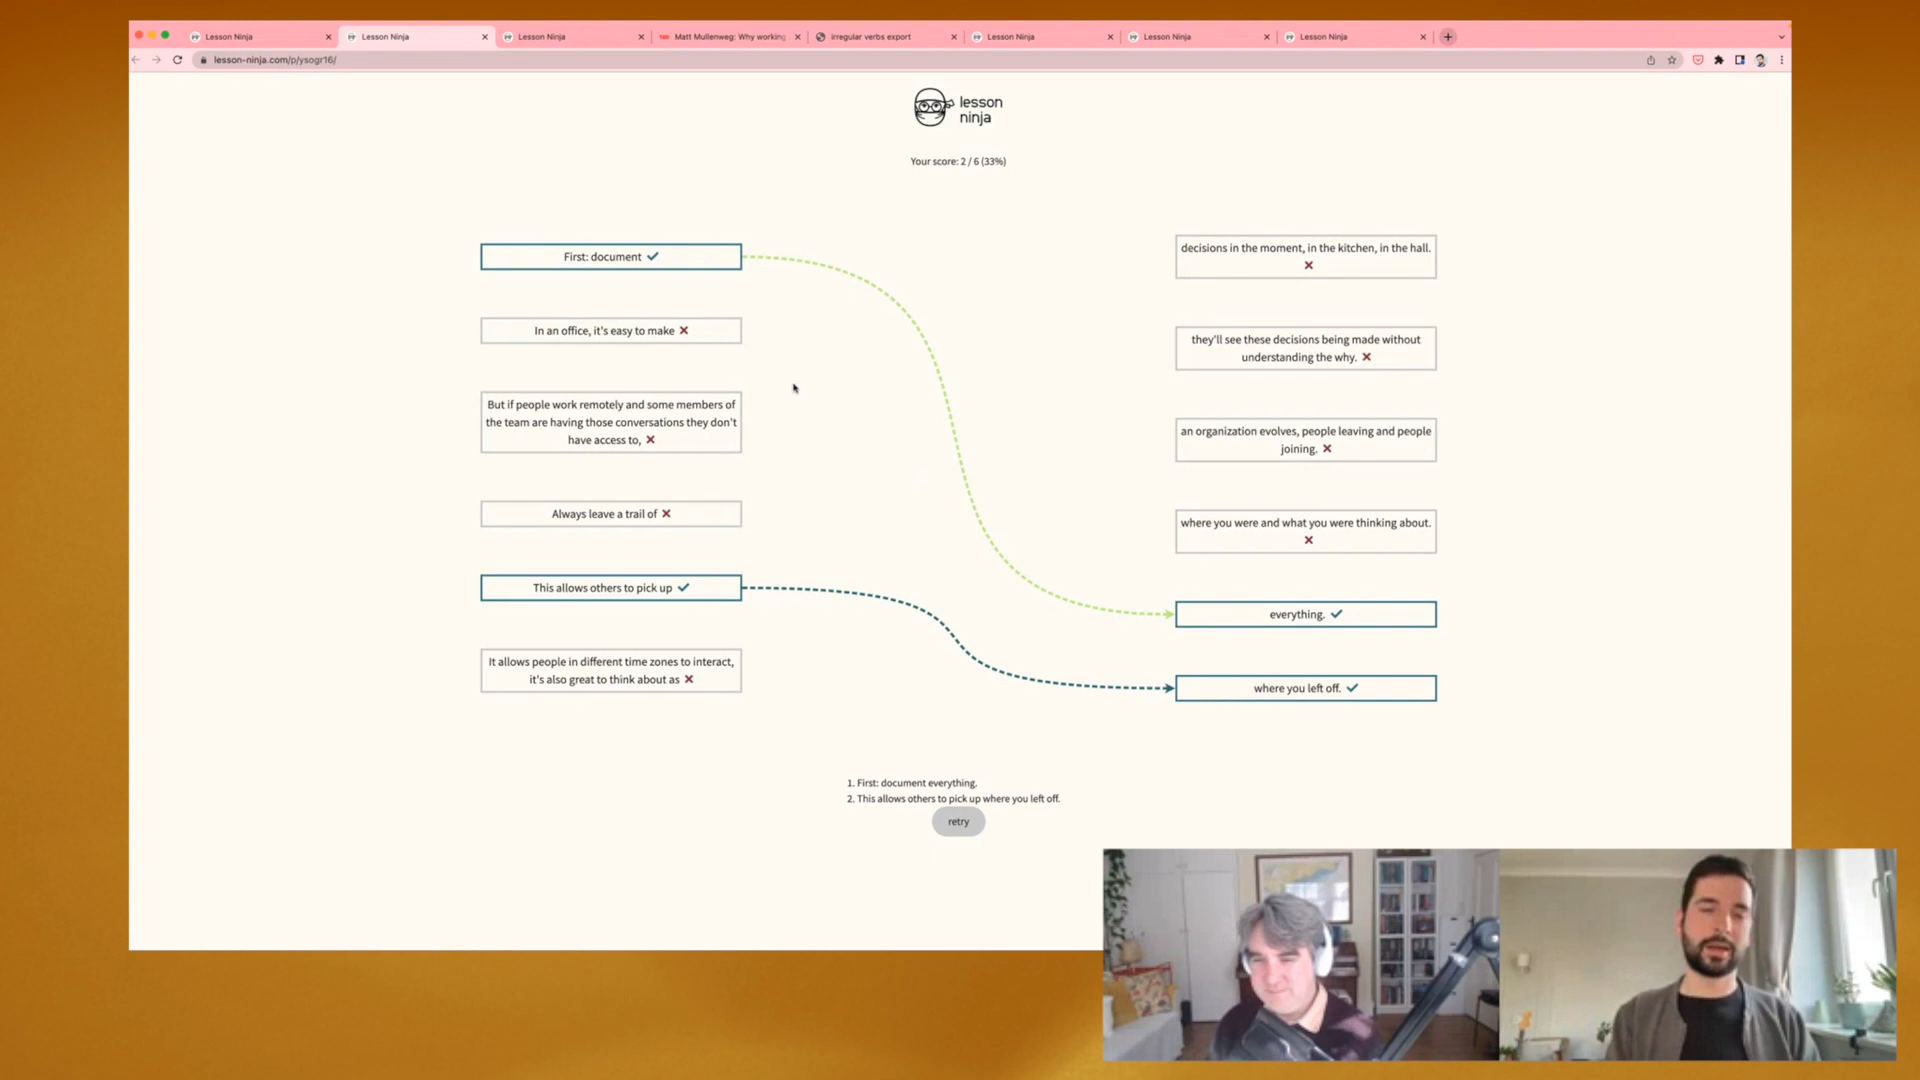 Lesson Ninja
Lesson Ninja
Lesson Ninja
TED Matt Mullenweg: Why working
irregular verbs export
Lesson Ninja
Lesson Ninja
Lesson Ninja
lesson-ninja.com/p/ysogr16/
lesson
ninja
Your score: 2 / 6 (33%)
First: document
In an office, it's easy to make
But if people work remotely and some members of
the team are having those conversations they don't
have access to,
Always leave a trail of
This allows others to pick up
It allows people in different time zones to interact,
it's also great to think about as
decisions in the moment, in the kitchen, in the hall.
they'll see these decisions being made without
understanding the why.
an organization evolves, people leaving and people
joining.
where you were and what you were thinking about.
everything.
where you left off.
1. First: document everything.
2. This allows others to pick up where you left off.
retry